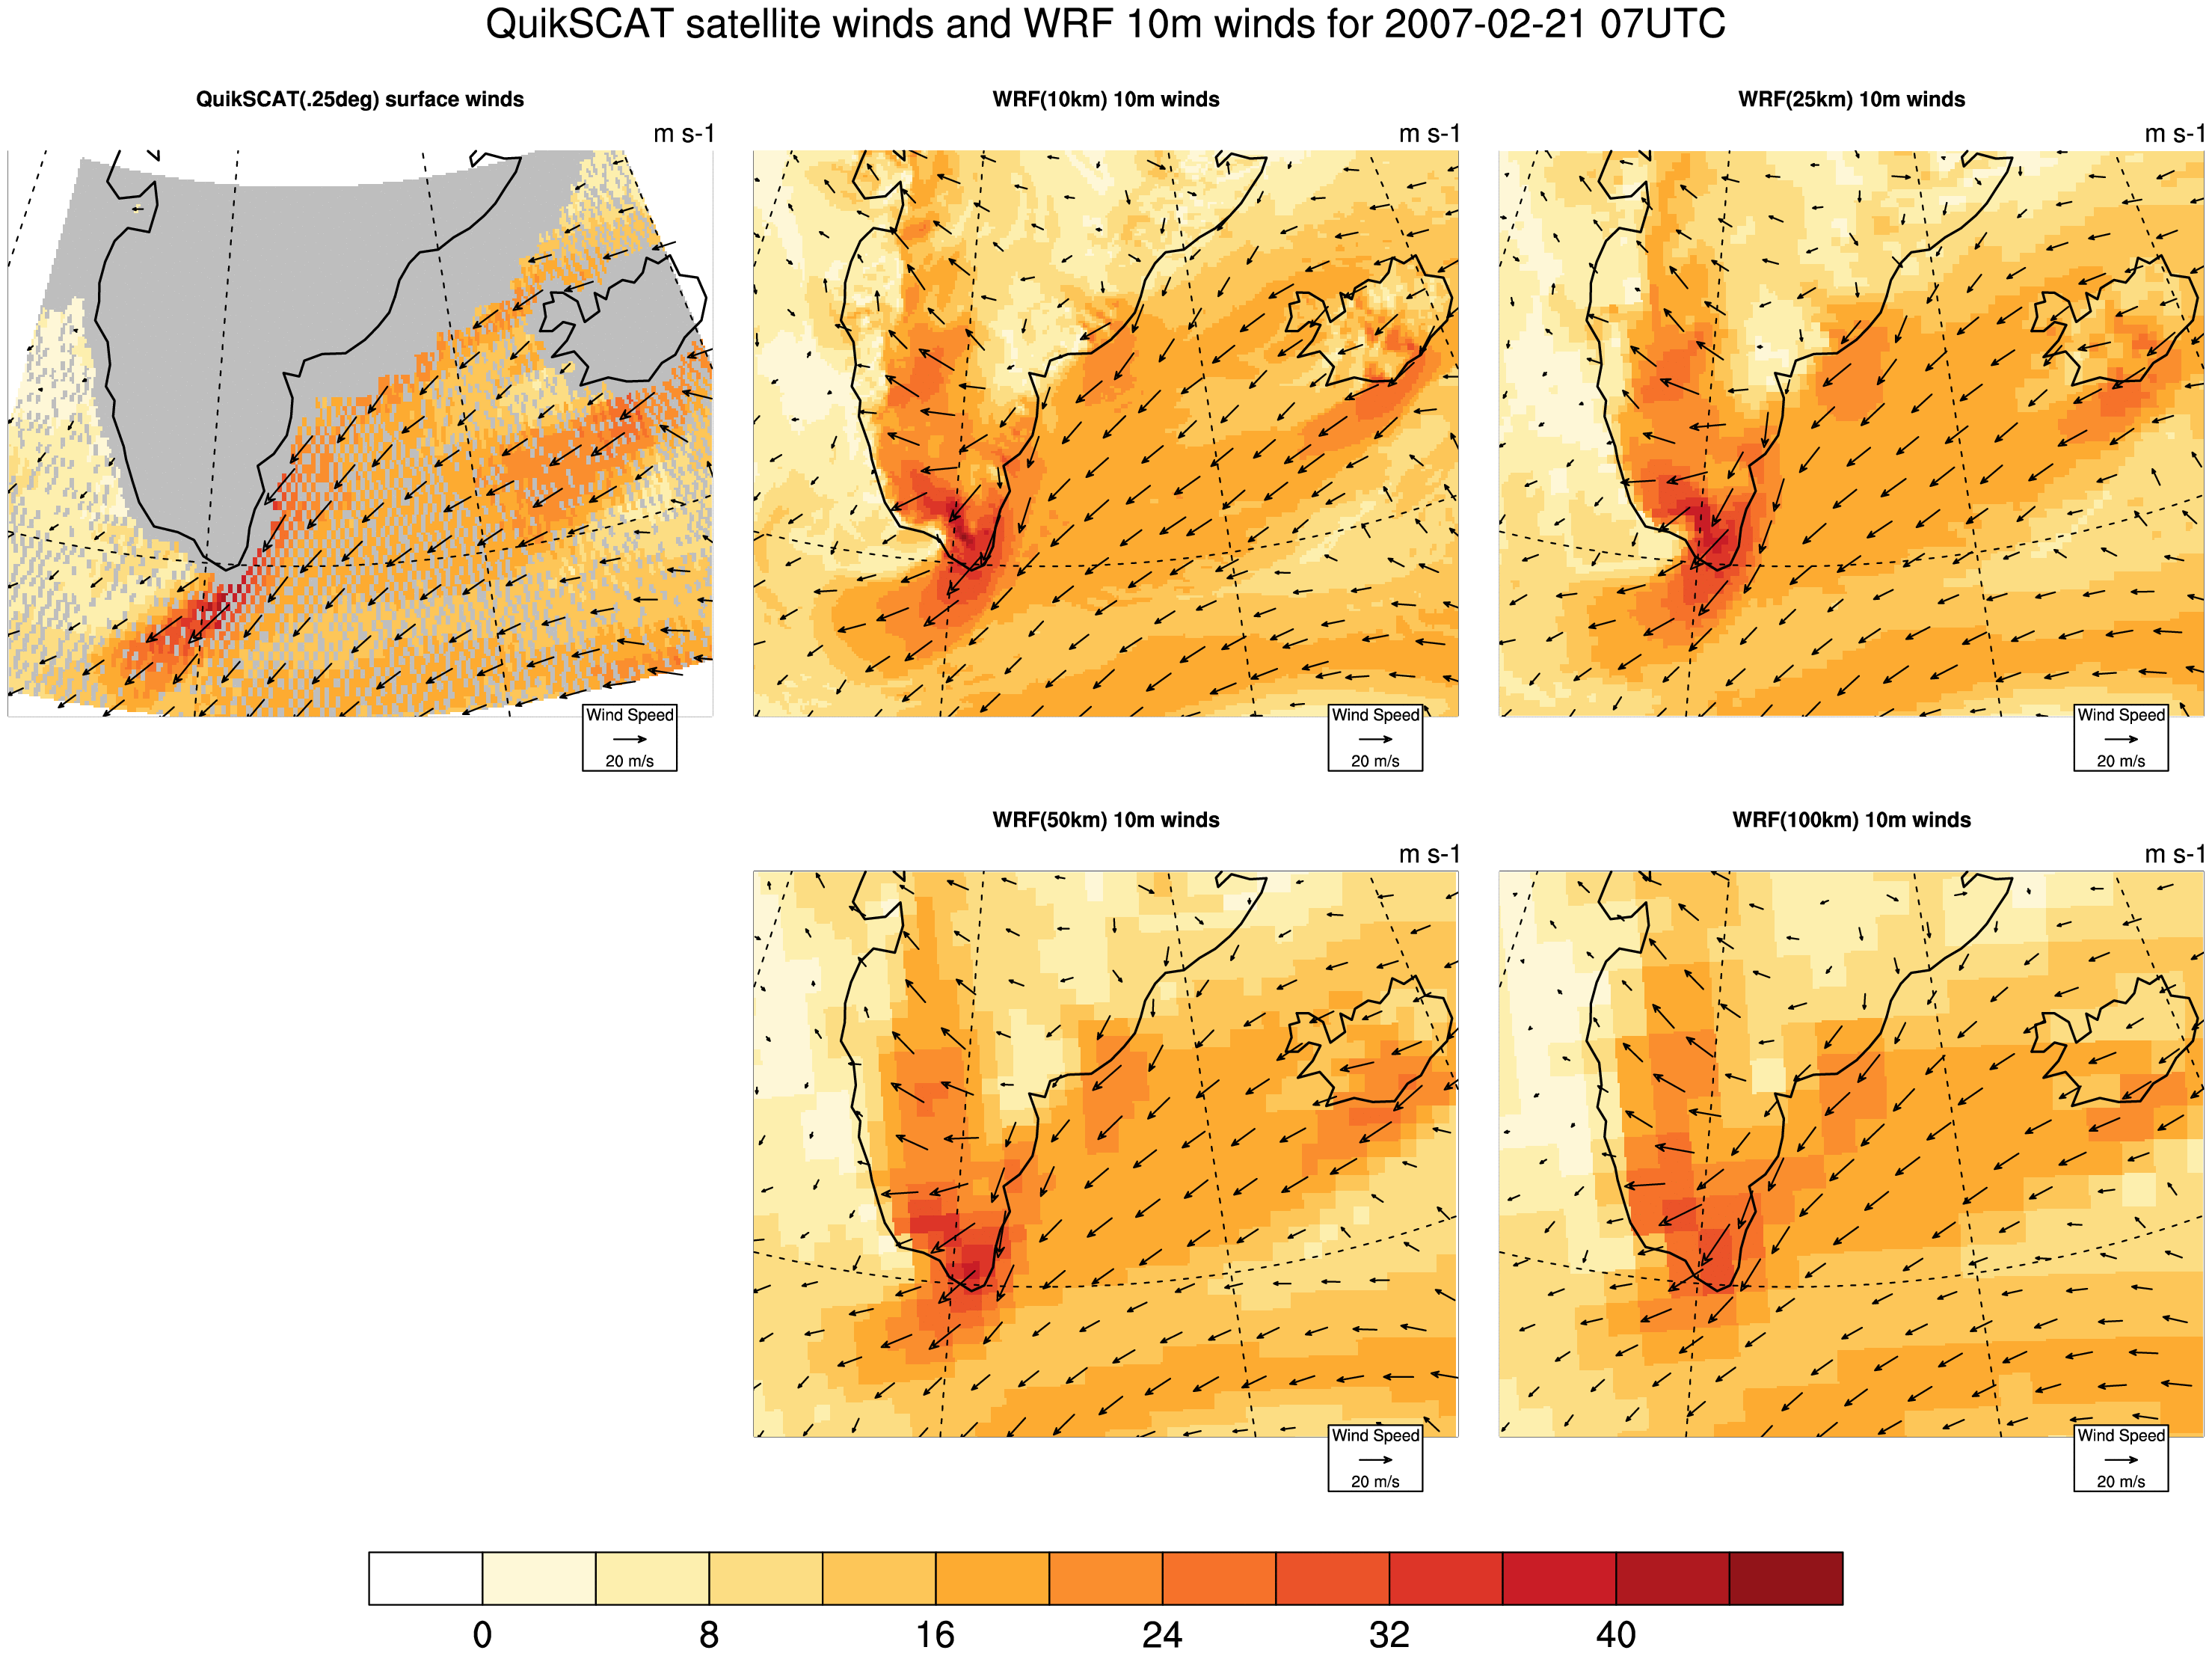 QuikSCAT satellite winds and WRF 10m winds for 2007-02-21 07UTC
QuikSCAT(.25deg) surface winds
m s-1
Wind Speed
20 m/s
WRF(10km) 10m winds
m s-1
Wind Speed
20 m/s
WRF(25km) 10m winds
m s-1
Wind Speed
20 m/s
WRF(50km) 10m winds
m s-1
Wind Speed
20 m/s
WRF(100km) 10m winds
m s-1
Wind Speed
20 m/s
0 8 16 24 32 40